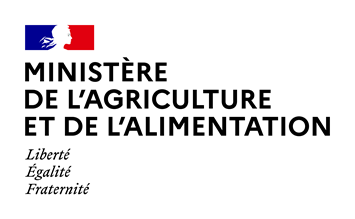 MINISTÈRE
DE L'AGRICULTURE
ET DE L'ALIMENTATION
Liberté
Égalité
Fraternité